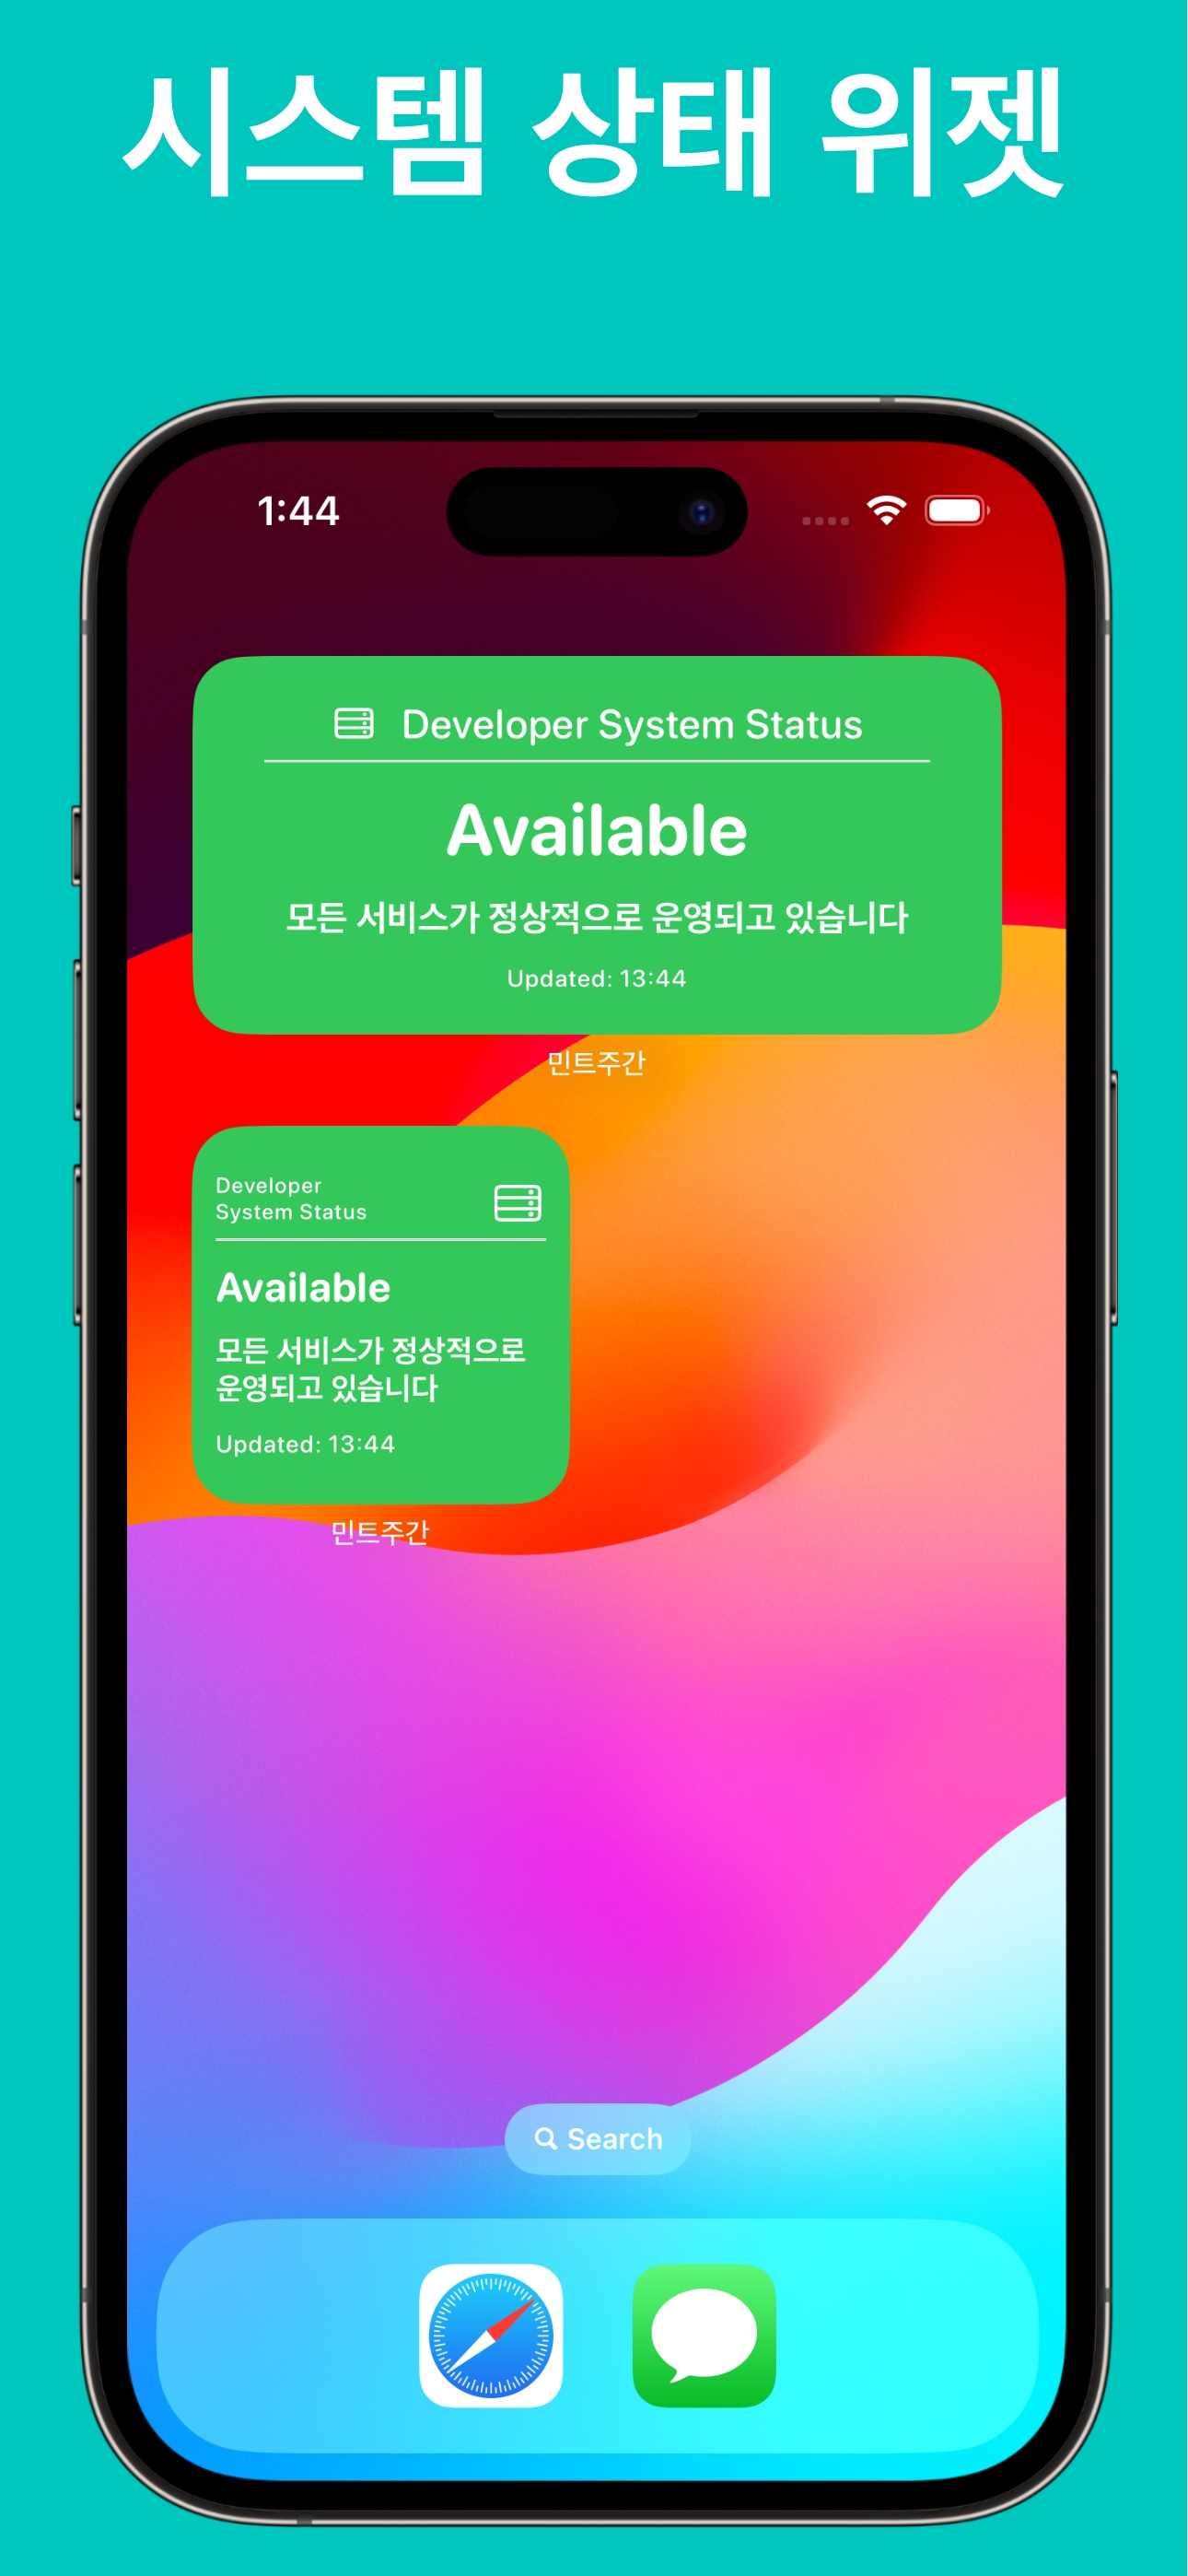 시스템 상태 위젯
1:44
Developer System Status
Available
모든 서비스가 정상적으로 운영되고 있습니다
Updated: 13:44
민트주간
Developer
System Status
Available
모든 서비스가 정상적으로
운영되고 있습니다
Updated: 13:44
민트주간
Search